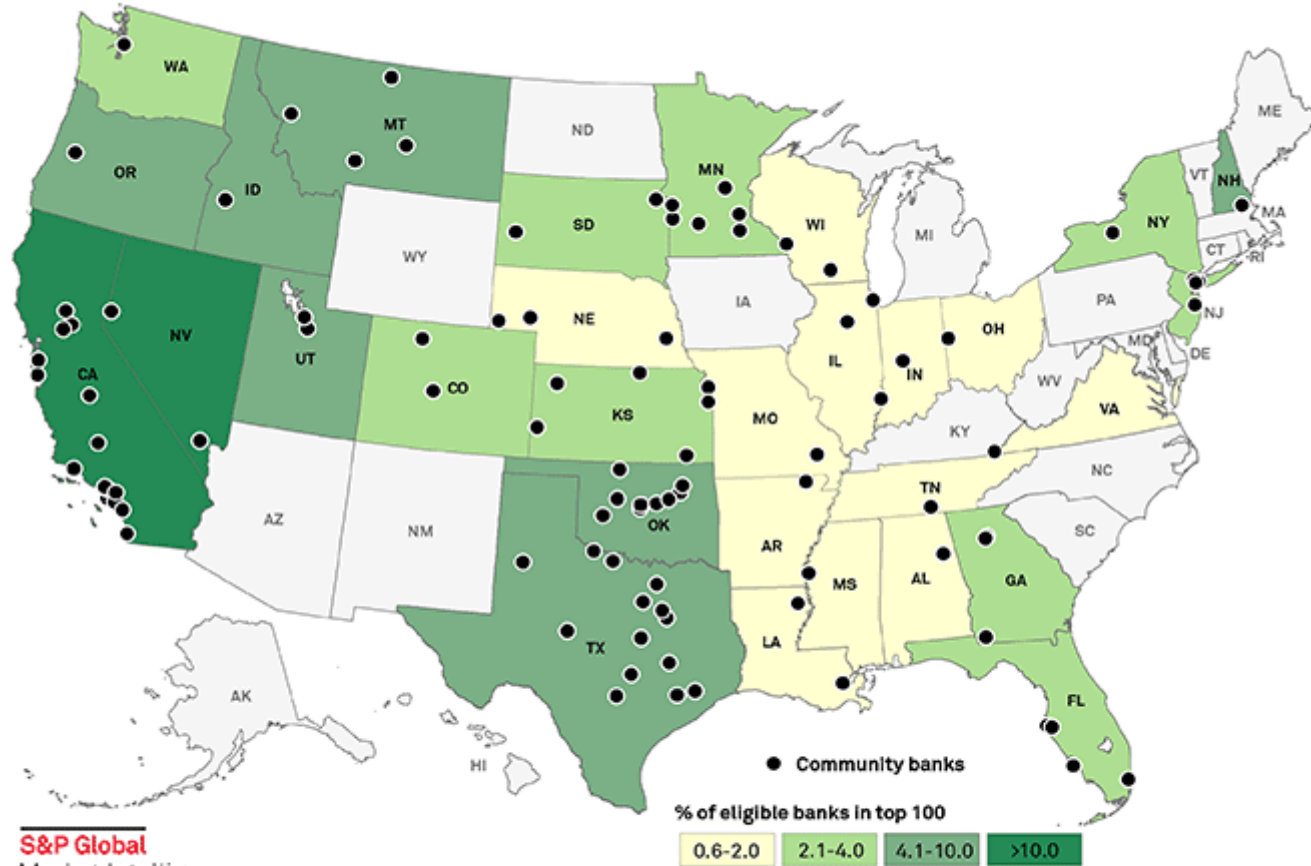 WA
MT
ND
ME
OR
ID
MN
VT
NH
SD
WI
NY
MA
MI
CT
RI
WY
IA
PA
NJ
NE
OH
MD
DE
NV
UT
IL
IN
WV
CA
CO
KS
MO
VA
KY
NC
AZ
NM
OK
TN
AR
SC
MS
AL
GA
LA
TX
FL
AK
HI
Community banks
% of eligible banks in top 100
0.6-2.0
2.1-4.0
4.1-10.0
>10.0
S&P Global